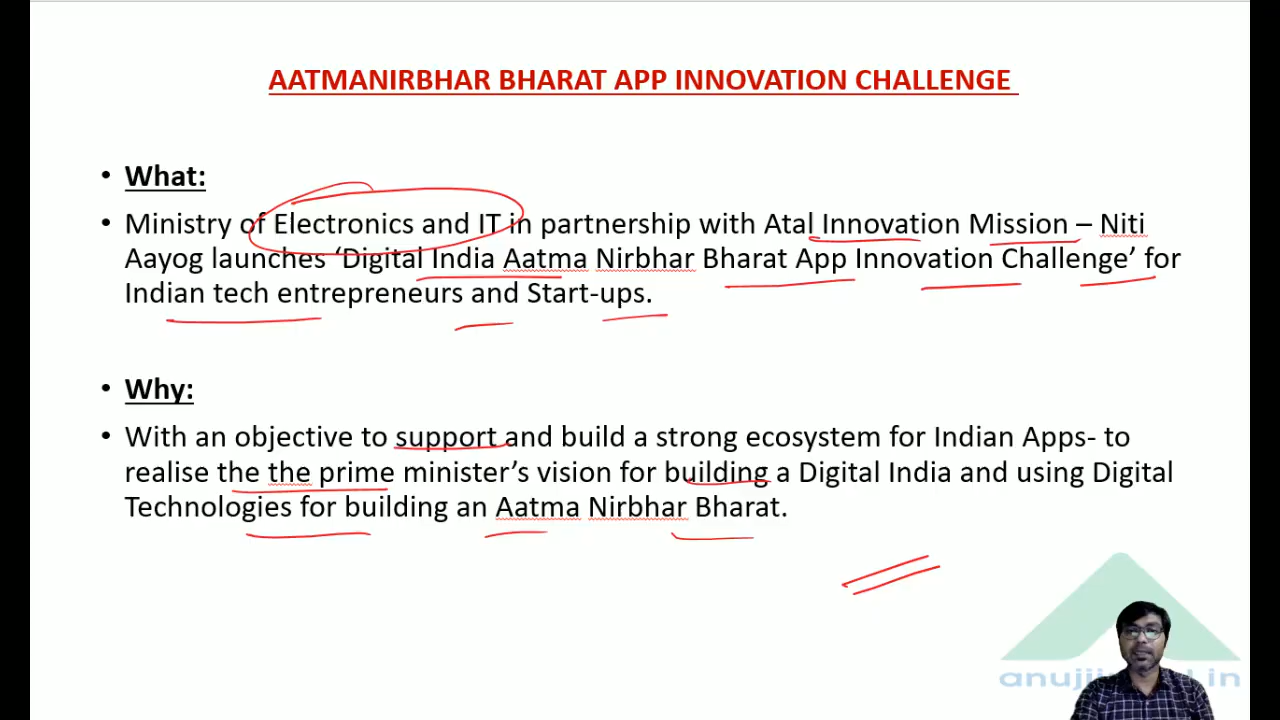 AATMANIRBHAR BHARAT APP INNOVATION CHALLENGE
• What:
• Ministry of Electronics and IT in partnership with Atal Innovation Mission – Niti
Aayog launches ‘Digital India Aatma Nirbhar Bharat App Innovation Challenge’ for
Indian tech entrepreneurs and Start-ups.
• Why:
• With an objective to support and build a strong ecosystem for Indian Apps- to
realise the the prime minister’s vision for building a Digital India and using Digital
Technologies for building an Aatma Nirbhar Bharat.